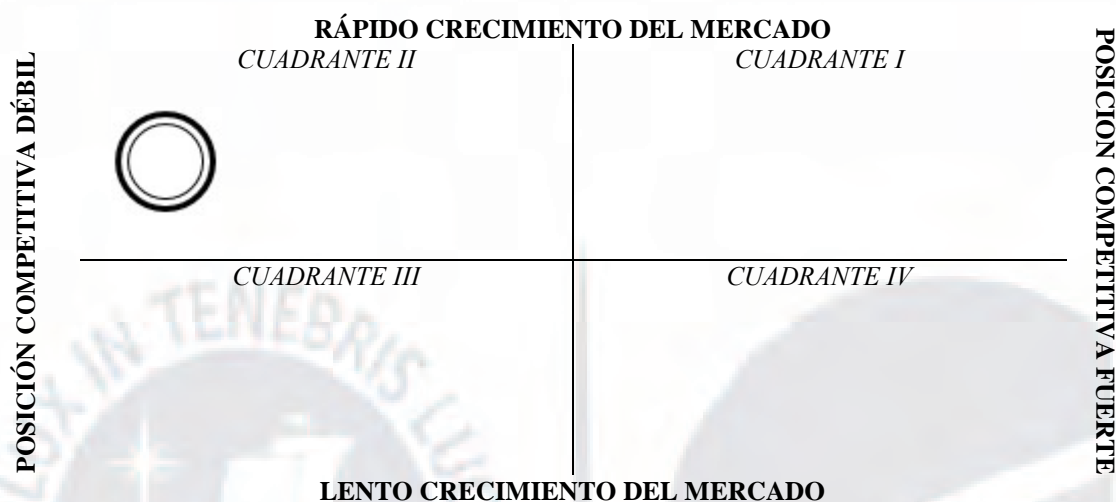 RÁPIDO CRECIMIENTO DEL MERCADO
CUADRANTE II
CUADRANTE I
POSICIÓN COMPETITIVA DÉBIL
POSICION COMPETITIVA FUERTE
CUADRANTE III
CUADRANTE IV
TENEBRIS
LENTO CRECIMIENTO DEL MERCADO